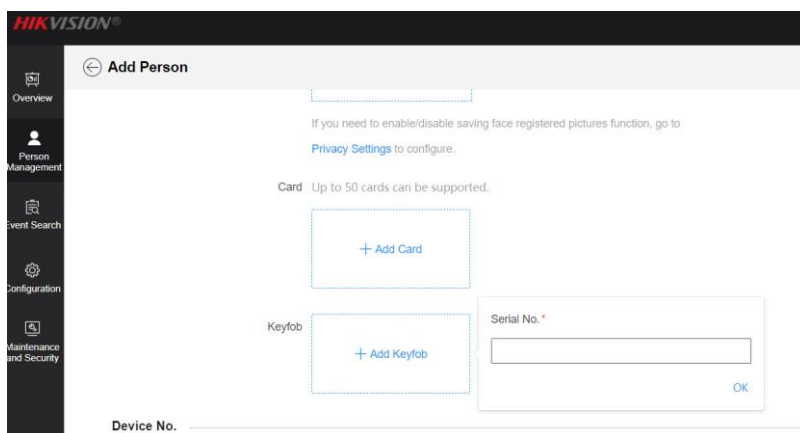 HIKVISION®
Add Person
Overview
Person
Management
Event Search
Configuration
Maintenance
and Security
If you need to enable/disable saving face registered pictures function, go to
Privacy Settings to configure.
Card Up to 50 cards can be supported.
+ Add Card
Keyfob
+ Add Keyfob
Serial No. *
OK
Device No.